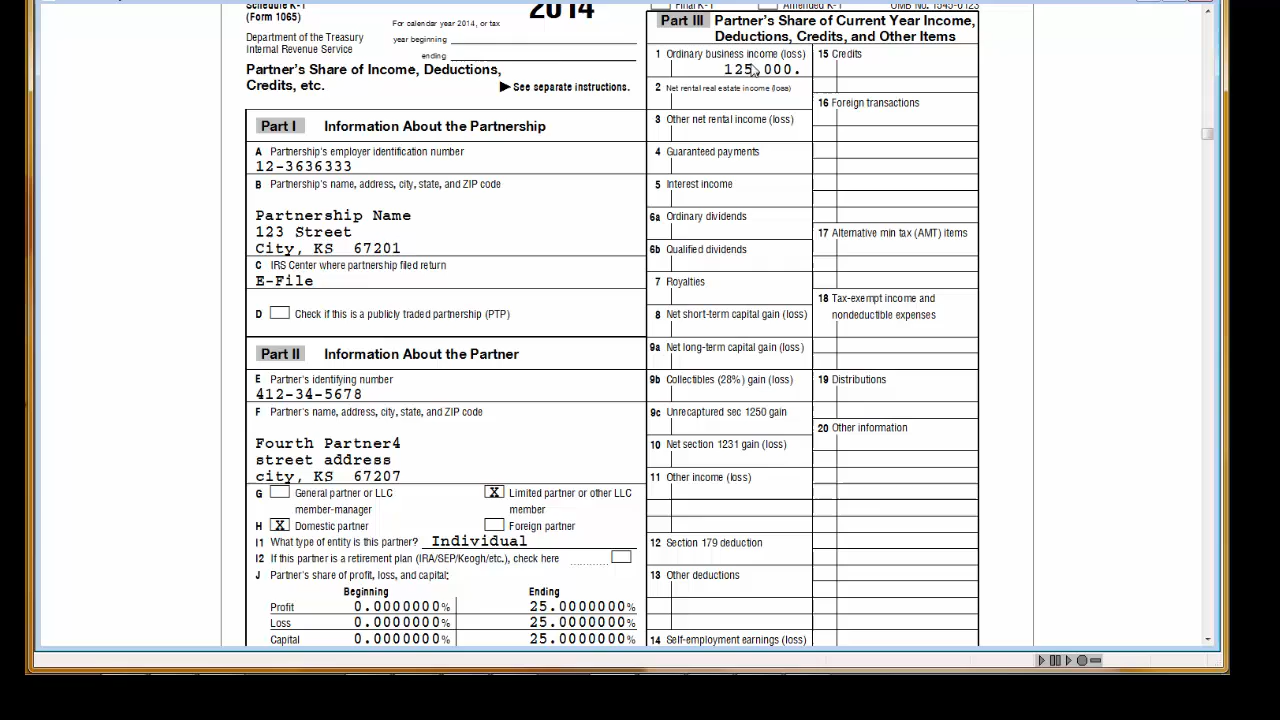 Schedule K-1
(Form 1065)
2014
Department of the Treasury
Internal Revenue Service
For calendar year 2014, or tax
year beginning
ending
Partner's Share of Income, Deductions,
Credits, etc.
▶ See separate instructions.
Part I Information About the Partnership
A Partnership's employer identification number
12-3636333
B Partnership's name, address, city, state, and ZIP code
Partnership Name
123 Street
City, KS 67201
C IRS Center where partnership filed return
E-File
D Check if this is a publicly traded partnership (PTP)
Part II Information About the Partner
E Partner's identifying number
412-34-5678
F Partner's name, address, city, state, and ZIP code
Fourth Partner4
street address
city, KS 67207
G General partner or LLC X Limited partner or other LLC
member-manager member
H X Domestic partner Foreign partner
I1 What type of entity is this partner? Individual
I2 If this partner is a retirement plan (IRA/SEP/Keogh/etc.), check here
J Partner's share of profit, loss, and capital:
Beginning Ending
Profit 0.0000000% 25.0000000%
Loss 0.0000000% 25.0000000%
Capital 0.0000000% 25.0000000%
Final K-1 Amended K-1 OMB No. 1545-0123
Part III Partner's Share of Current Year Income,
Deductions, Credits, and Other Items
1 Ordinary business income (loss)
125,000.
2 Net rental real estate income (loss)
3 Other net rental income (loss)
4 Guaranteed payments
5 Interest income
6a Ordinary dividends
6b Qualified dividends
7 Royalties
8 Net short-term capital gain (loss)
9a Net long-term capital gain (loss)
9b Collectibles (28%) gain (loss)
9c Unrecaptured sec 1250 gain
10 Net section 1231 gain (loss)
11 Other income (loss)
12 Section 179 deduction
13 Other deductions
14 Self-employment earnings (loss)
15 Credits
16 Foreign transactions
17 Alternative min tax (AMT) items
18 Tax-exempt income and
nondeductible expenses
19 Distributions
20 Other information